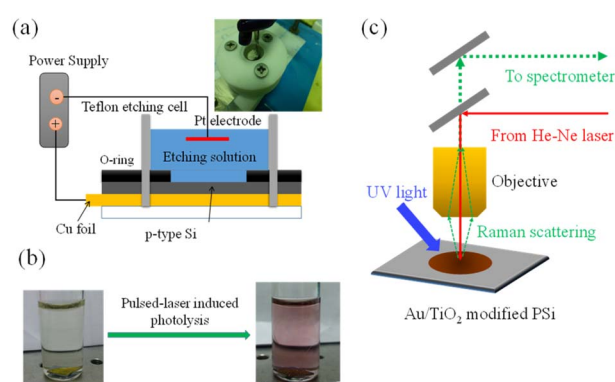 (a)
Power Supply
-
+
Teflon etching cell
Pt electrode
O-ring
Etching solution
Cu foil
p-type Si
(b)
Pulsed-laser induced
photolysis
(c)
To spectrometer
From He-Ne laser
Objective
UV light
Raman scattering
Au/TiO₂ modified PSi